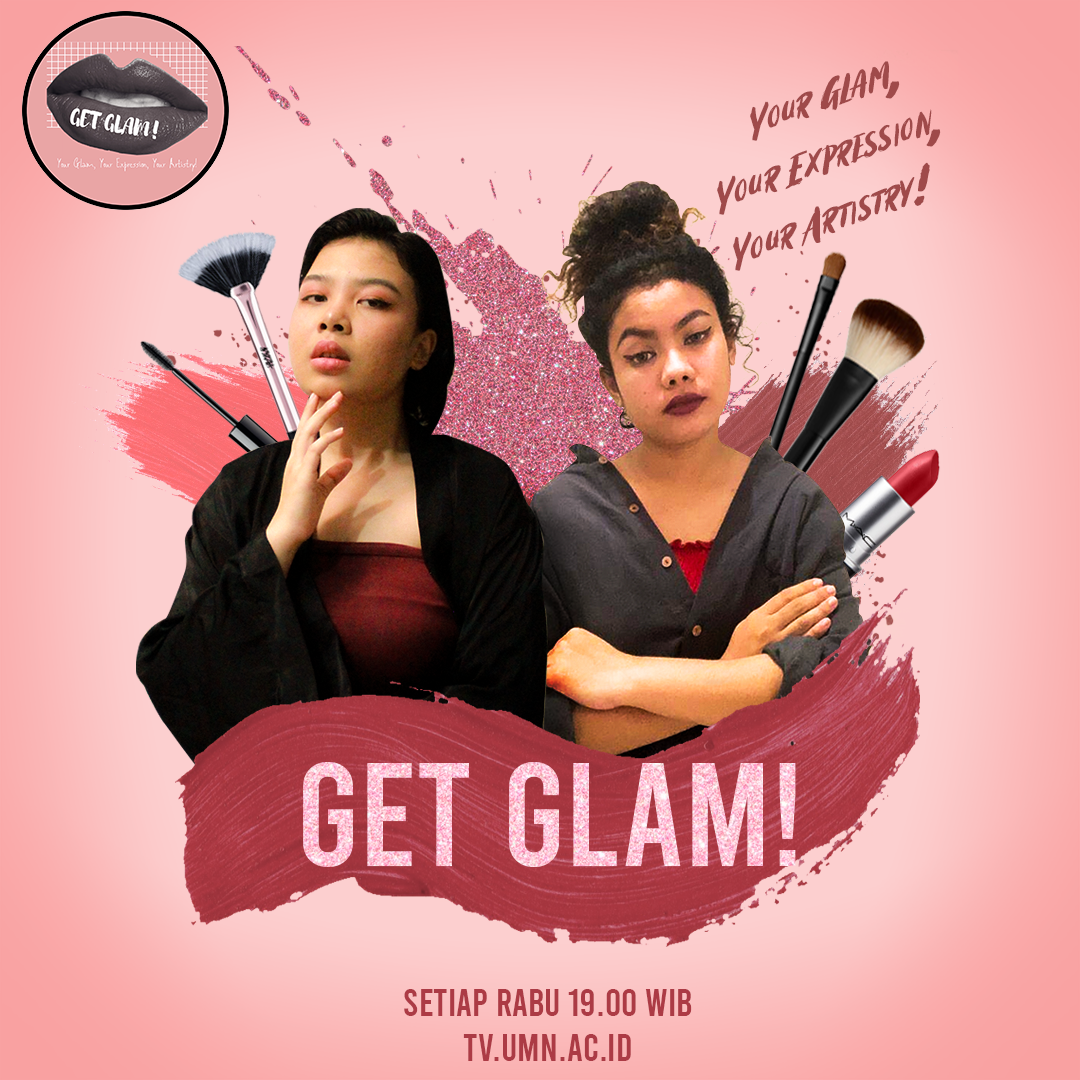 GET GLAM!
Your Glam, Your Expression, Your Artistry!
YOUR GLAM,
YOUR EXPRESSION,
YOUR ARTISTRY!
MAC
GET GLAM!
SETIAP RABU 19.00 WIB
TV.UMN.AC.ID